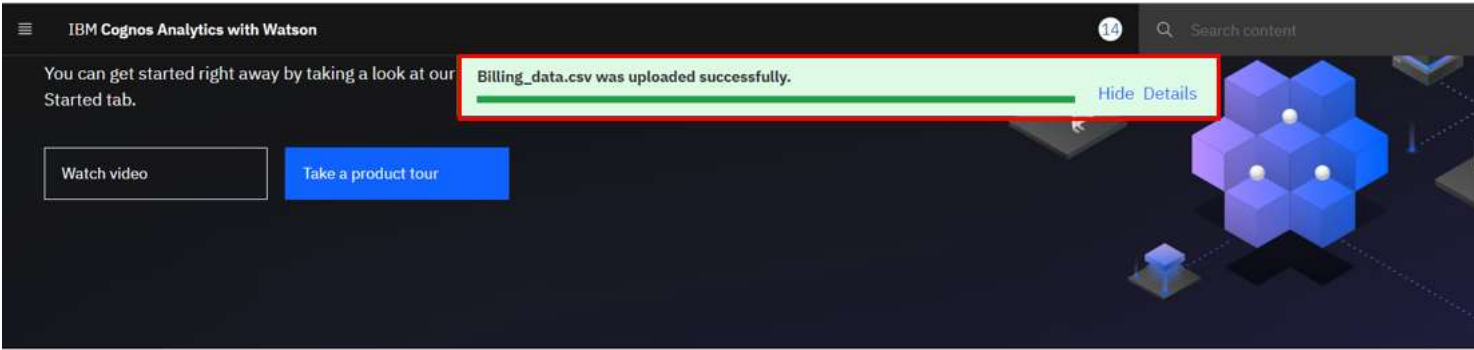 IBM Cognos Analytics with Watson
14
Search content
You can get started right away by taking a look at our
Started tab.
Billing_data.csv was uploaded successfully.
Hide Details
Watch video
Take a product tour